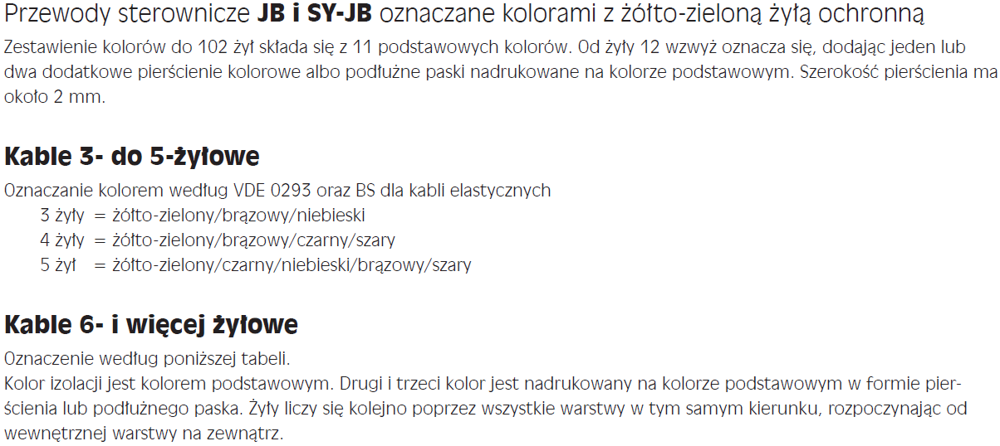 Przewody sterownicze JB i SY-JB oznaczane kolorami z żółto-zieloną żyłą ochronną
Zestawienie kolorów do 102 żył składa się z 11 podstawowych kolorów. Od żyły 12 wzwyż oznacza się, dodając jeden lub
dwa dodatkowe pierścienie kolorowe albo podłużne paski nadrukowane na kolorze podstawowym. Szerokość pierścienia ma
około 2 mm.
Kable 3- do 5-żyłowe
Oznaczanie kolorem według VDE 0293 oraz BS dla kabli elastycznych
3 żyły = żółto-zielony/brązowy/niebieski
4 żyły = żółto-zielony/brązowy/czarny/szary
5 żył = żółto-zielony/czarny/niebieski/brązowy/szary
Kable 6- i więcej żyłowe
Oznaczenie według poniższej tabeli.
Kolor izolacji jest kolorem podstawowym. Drugi i trzeci kolor jest nadrukowany na kolorze podstawowym w formie pier-
ścienia lub podłużnego paska. Żyły liczy się kolejno poprzez wszystkie warstwy w tym samym kierunku, rozpoczynając od
wewnętrznej warstwy na zewnątrz.